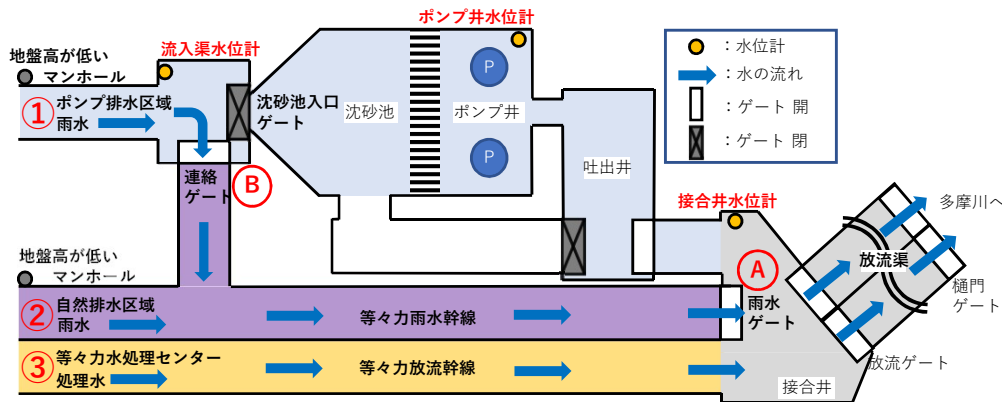 ポンプ井水位計
流入渠水位計
地盤高が低い
マンホール
①
ポンプ排水区域
雨水
沈砂池入口
ゲート
沈砂池
ポンプ井
P
P
：水位計
：水の流れ
：ゲート 開
：ゲート 閉
連絡
ゲート
B
吐出井
接合井水位計
A
多摩川へ
放流渠
樋門
ゲート
地盤高が低い
マンホール
②
自然排水区域
雨水
等々力雨水幹線
雨水
ゲート
③
等々力水処理センター
処理水
等々力放流幹線
放流ゲート
接合井